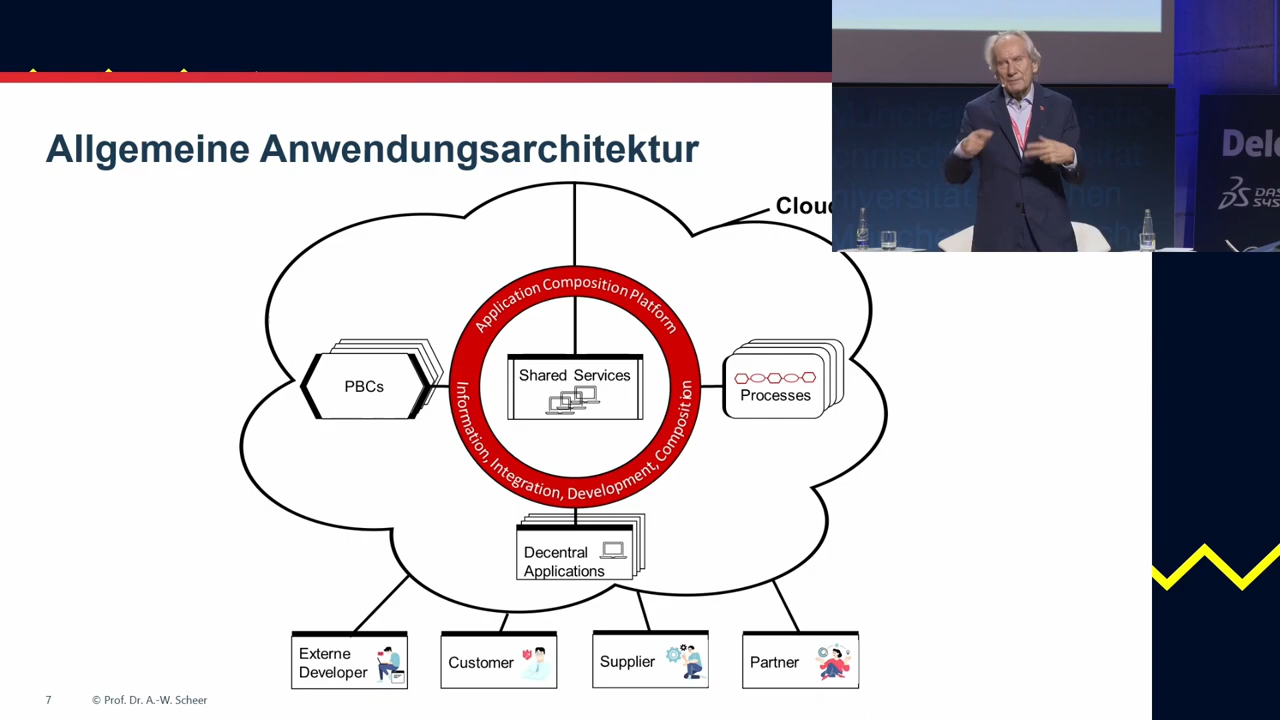 Allgemeine Anwendungsarchitektur
Application Composition Platform
PBCs
Shared Services
Processes
Information, Integration, Development, Composition
Decentral
Applications
Externe
Developer
Customer
Supplier
Partner
7
© Prof. Dr. A.-W. Scheer